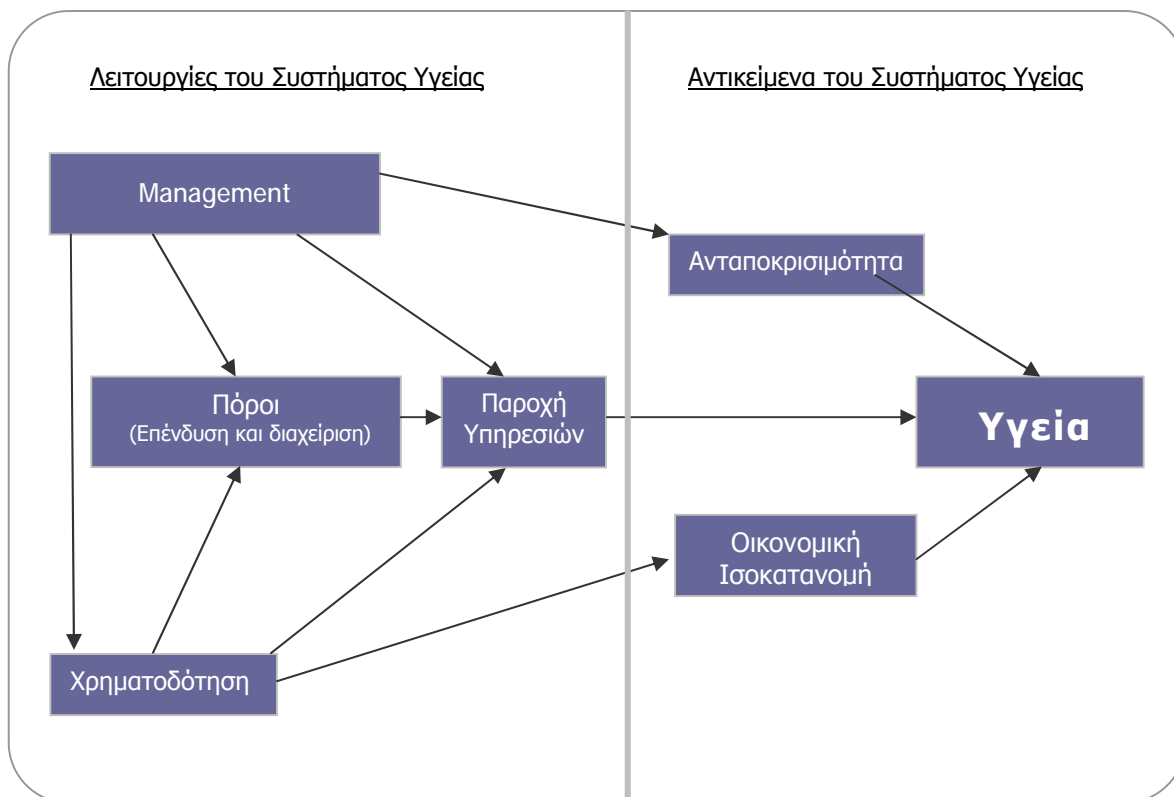 Λειτουργίες του Συστήματος Υγείας
Αντικείμενα του Συστήματος Υγείας
Management
Ανταποκρισιμότητα
Πόροι
(Επένδυση και διαχείριση)
Παροχή
Υπηρεσιών
Υγεία
Οικονομική
Ισοκατανομή
Χρηματοδότηση